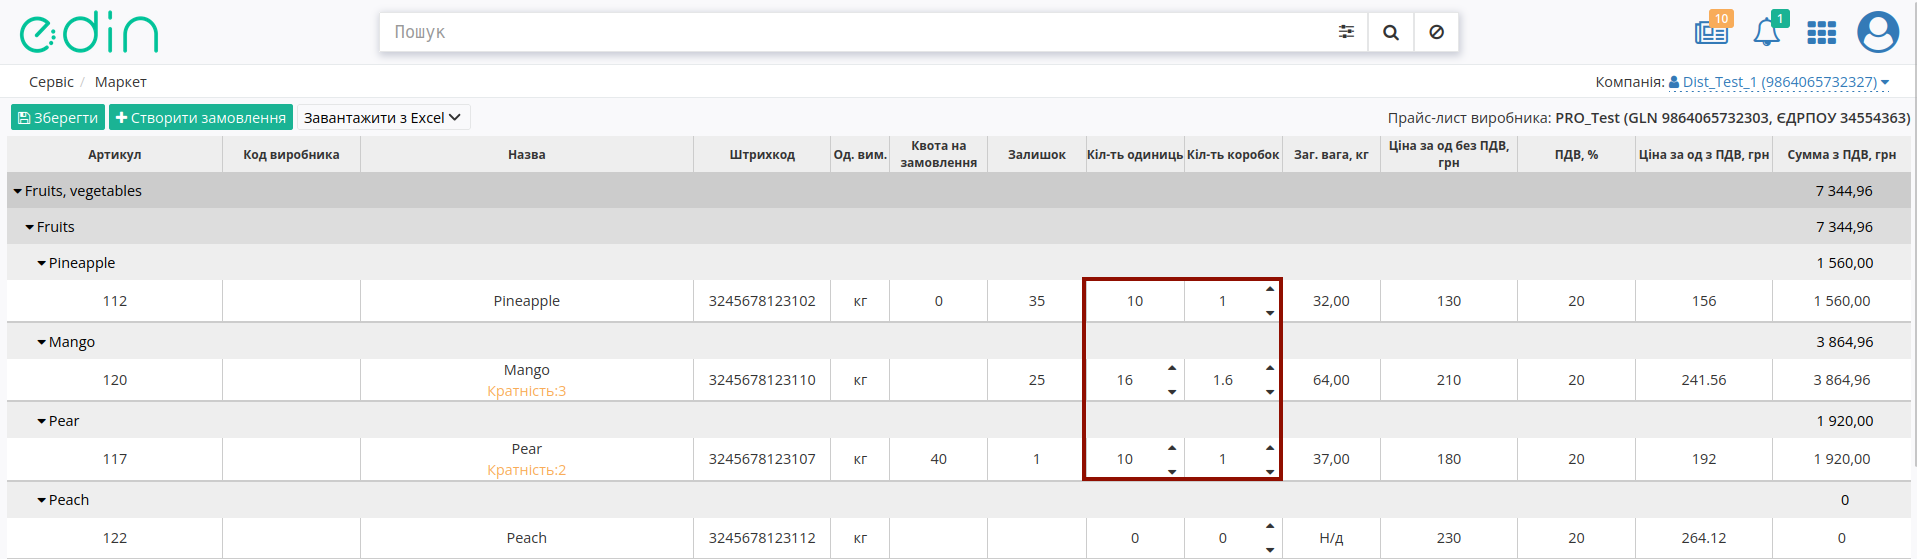 edin
Пошук
10
1
Сервіс / Маркет
Компанія: Dist_Test_1 (9864065732327)
Зберегти Створити замовлення Завантажити з Excel
Прайс-лист виробника: PRO_Test (GLN 9864065732303, ЄДРПОУ 34554363)
Артикул Код виробника Назва Штрихкод Од. вим. Квота на замовлення Залишок Кіл-ть одиниць Кіл-ть коробок Заг. вага, кг Ціна за од без ПДВ, грн ПДВ, % Ціна за од з ПДВ, грн Сумма з ПДВ, грн
Fruits, vegetables 7 344,96
Fruits 7 344,96
Pineapple 1 560,00
112 Pineapple 3245678123102 кг 0 35 10 1 32,00 130 20 156 1 560,00
Mango 3 864,96
120 Mango Кратність:3 3245678123110 кг 25 16 1.6 64,00 210 20 241.56 3 864,96
Pear 1 920,00
117 Pear Кратність:2 3245678123107 кг 40 1 10 1 37,00 180 20 192 1 920,00
Peach 0
122 Peach 3245678123112 кг 0 0 Н/д 230 20 264.12 0